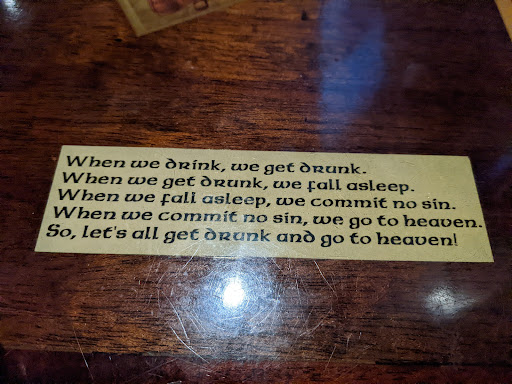 When we drink, we get drunk.
When we get drunk, we fall asleep.
When we fall asleep, we commit no sin.
When we commit no sin, we go to heaven.
So, let's all get drunk and go to heaven!